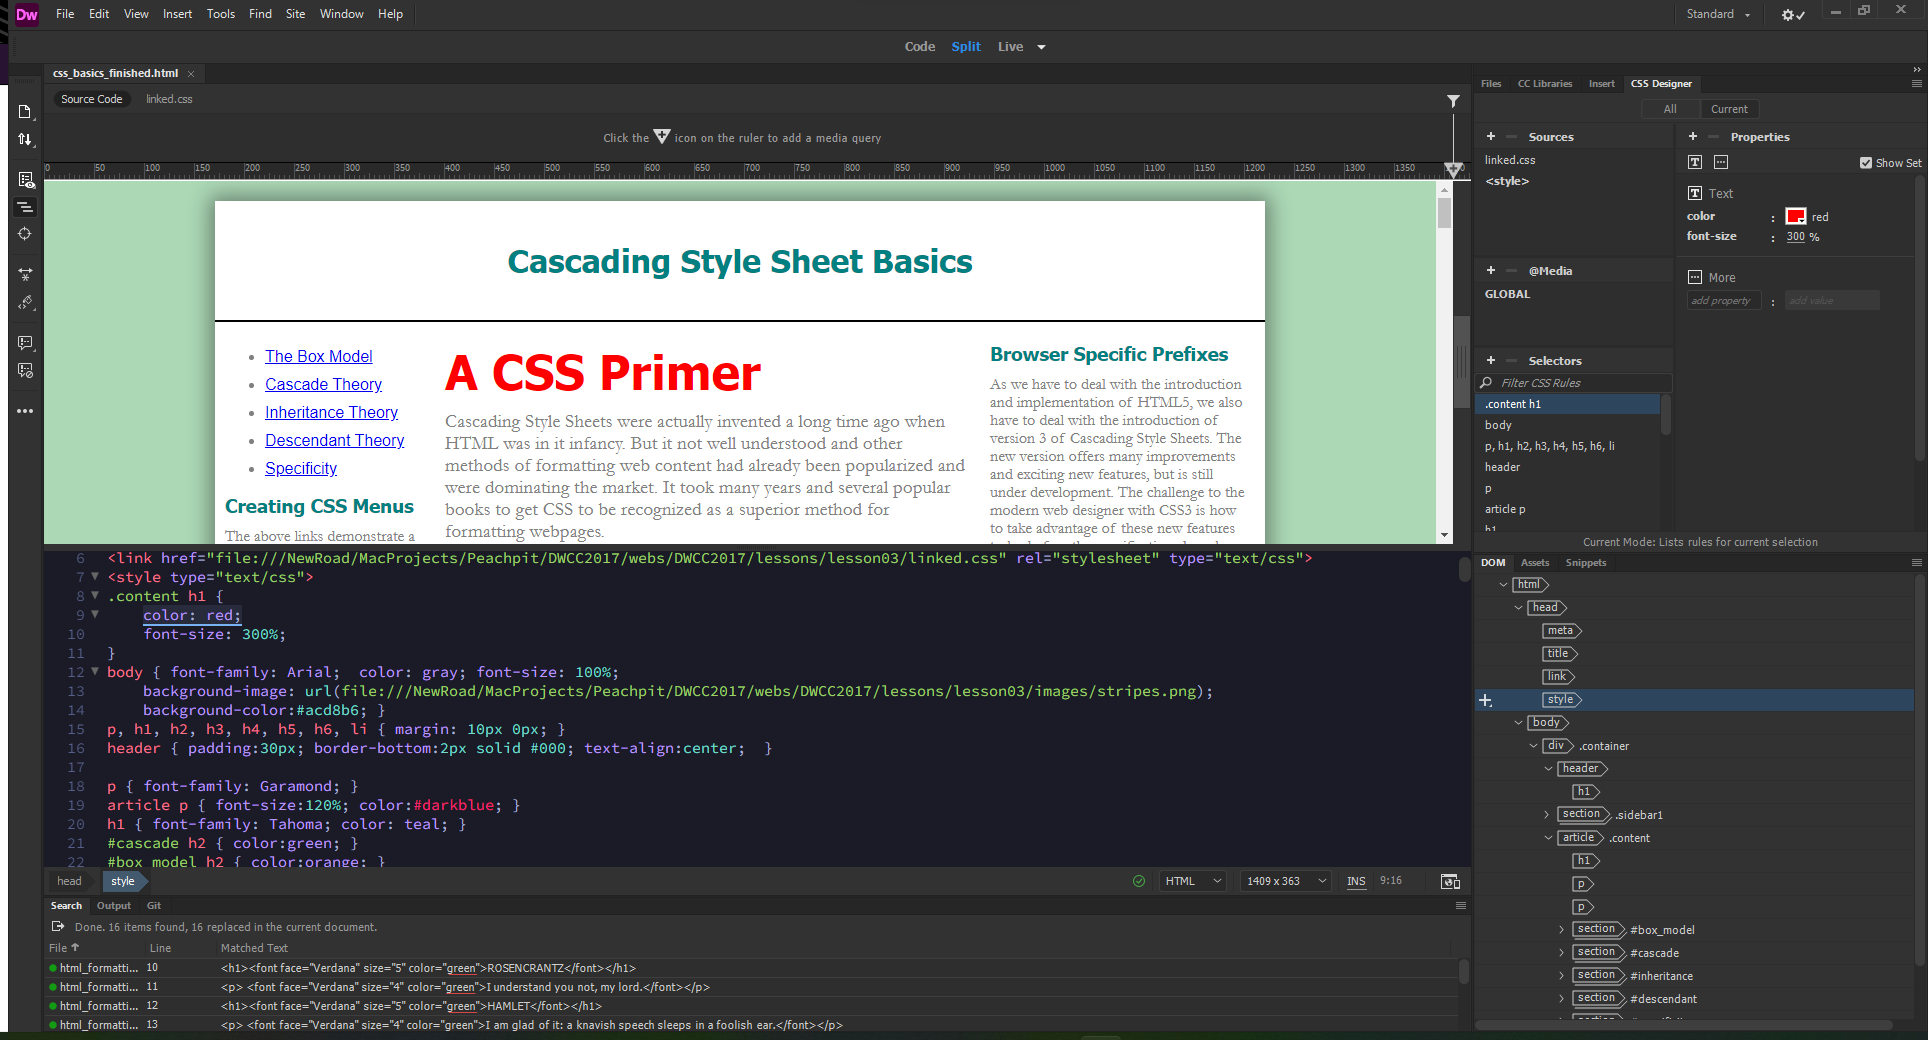 Dw File Edit View Insert Tools Find Site Window Help Standard
Code Split Live
css_basics_finished.html
Source Code linked.css
Click the icon on the ruler to add a media query
0 50 100 150 200 250 300 350 400 450 500 550 600 650 700 750 800 850 900 950 1000 1050 1100 1150 1200 1250 1300 1350
Cascading Style Sheet Basics
The Box Model
Cascade Theory
Inheritance Theory
Descendant Theory
Specificity
Creating CSS Menus
The above links demonstrate a
A CSS Primer
Cascading Style Sheets were actually invented a long time ago when
HTML was in it infancy. But it not well understood and other
methods of formatting web content had already been popularized and
were dominating the market. It took many years and several popular
books to get CSS to be recognized as a superior method for
formatting webpages.
Browser Specific Prefixes
As we have to deal with the introduction
and implementation of HTML5, we also
have to deal with the introduction of
version 3 of Cascading Style Sheets. The
new version offers many improvements
and exciting new features, but is still
under development. The challenge to the
modern web designer with CSS3 is how
to take advantage of these new features
6 <link href="file:///NewRoad/MacProjects/Peachpit/DWCC2017/webs/DWCC2017/lessons/lesson03/linked.css" rel="stylesheet" type="text/css">
7 <style type="text/css">
8 .content h1 {
9 color: red;
10 font-size: 300%;
11 }
12 body { font-family: Arial; color: gray; font-size: 100%;
13 background-image: url(file:///NewRoad/MacProjects/Peachpit/DWCC2017/webs/DWCC2017/lessons/lesson03/images/stripes.png);
14 background-color:#acd8b6; }
15 p, h1, h2, h3, h4, h5, h6, li { margin: 10px 0px; }
16 header { padding:30px; border-bottom:2px solid #000; text-align:center; }
17
18 p { font-family: Garamond; }
19 article p { font-size:120%; color:#darkblue; }
20 h1 { font-family: Tahoma; color: teal; }
21 #cascade h2 { color:green; }
22 #box_model h2 { color:orange; }
head style HTML 1409 x 363 INS 9:16
Search Output Git
Done. 16 items found, 16 replaced in the current document.
File Line Matched Text
html_formatti... 10 <h1><font face="Verdana" size="5" color="green">ROSENCRANTZ</font></h1>
html_formatti... 11 <p> <font face="Verdana" size="4" color="green">I understand you not, my lord.</font></p>
html_formatti... 12 <h1><font face="Verdana" size="5" color="green">HAMLET</font></h1>
html_formatti... 13 <p> <font face="Verdana" size="4" color="green">I am glad of it: a knavish speech sleeps in a foolish ear.</font></p>
Files CC Libraries Insert CSS Designer
All Current
+ Sources
linked.css
<style>
+ @Media
GLOBAL
+ Selectors
Filter CSS Rules
.content h1
body
p, h1, h2, h3, h4, h5, h6, li
header
p
article p
h1
+ Properties
T Show Set
T Text
color : red
font-size : 300 %
More
add property : add value
Current Mode: Lists rules for current selection
DOM Assets Snippets
html
head
meta
title
link
style
body
div .container
header
h1
section .sidebar1
article .content
h1
p
p
section #box_model
section #cascade
section #inheritance
section #descendant